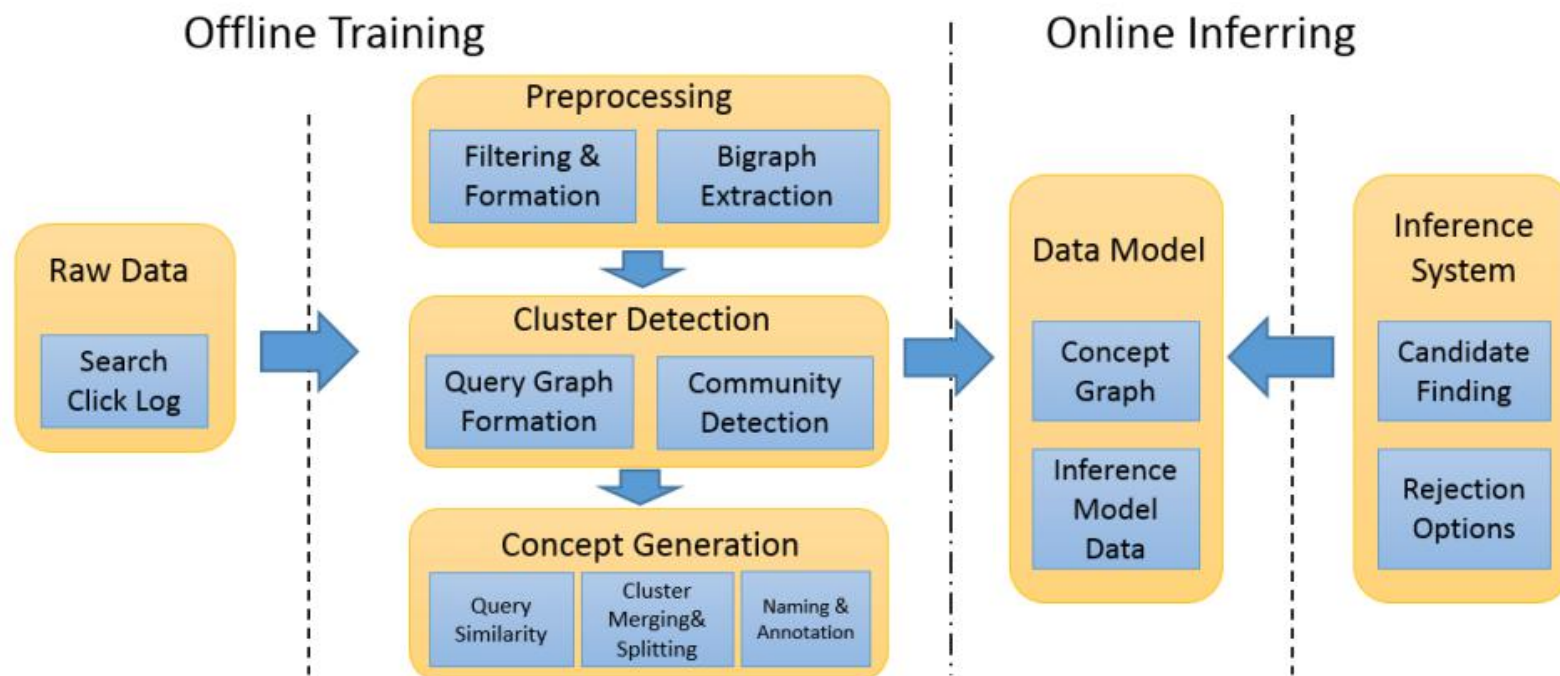 Offline Training
Online Inferring
Raw Data
Search
Click Log
Preprocessing
Filtering &
Formation
Bigraph
Extraction
Cluster Detection
Query Graph
Formation
Community
Detection
Concept Generation
Query
Similarity
Cluster
Merging&
Splitting
Naming &
Annotation
Data Model
Concept
Graph
Inference
Model
Data
Inference
System
Candidate
Finding
Rejection
Options